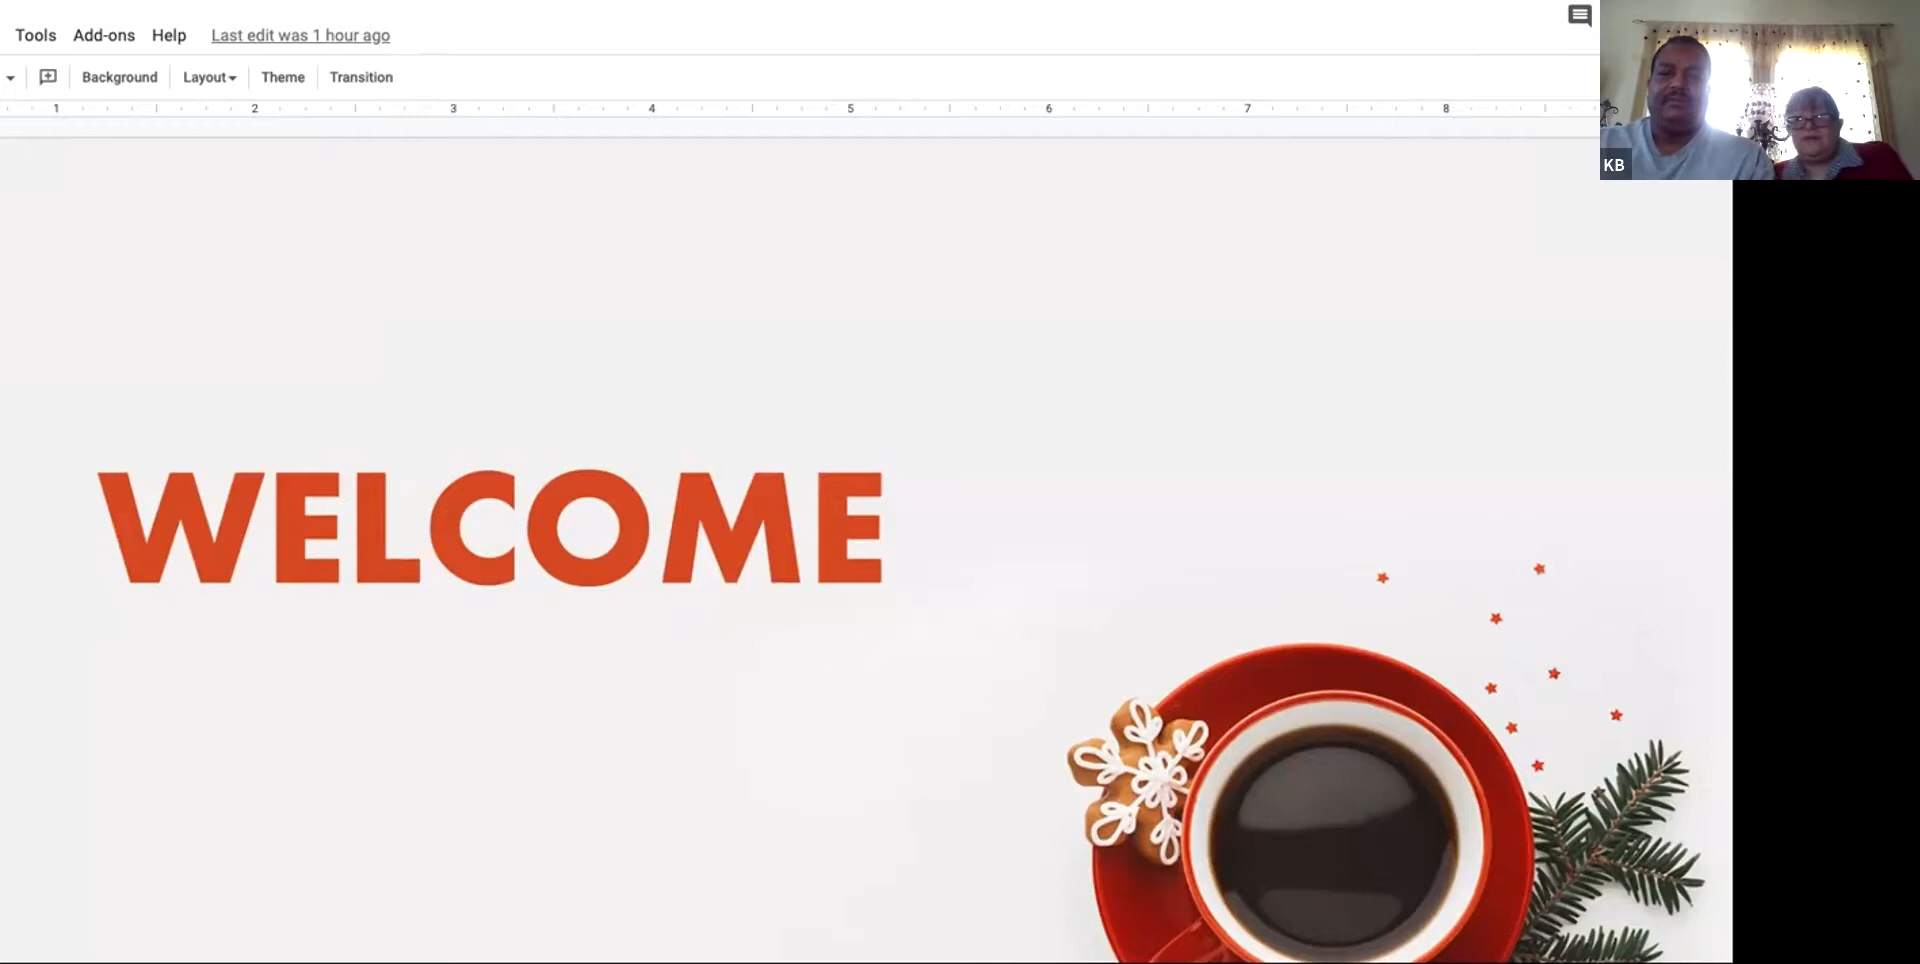 Tools Add-ons Help Last edit was 1 hour ago
Background Layout Theme Transition
1 2 3 4 5 6 7 8
KB
WELCOME